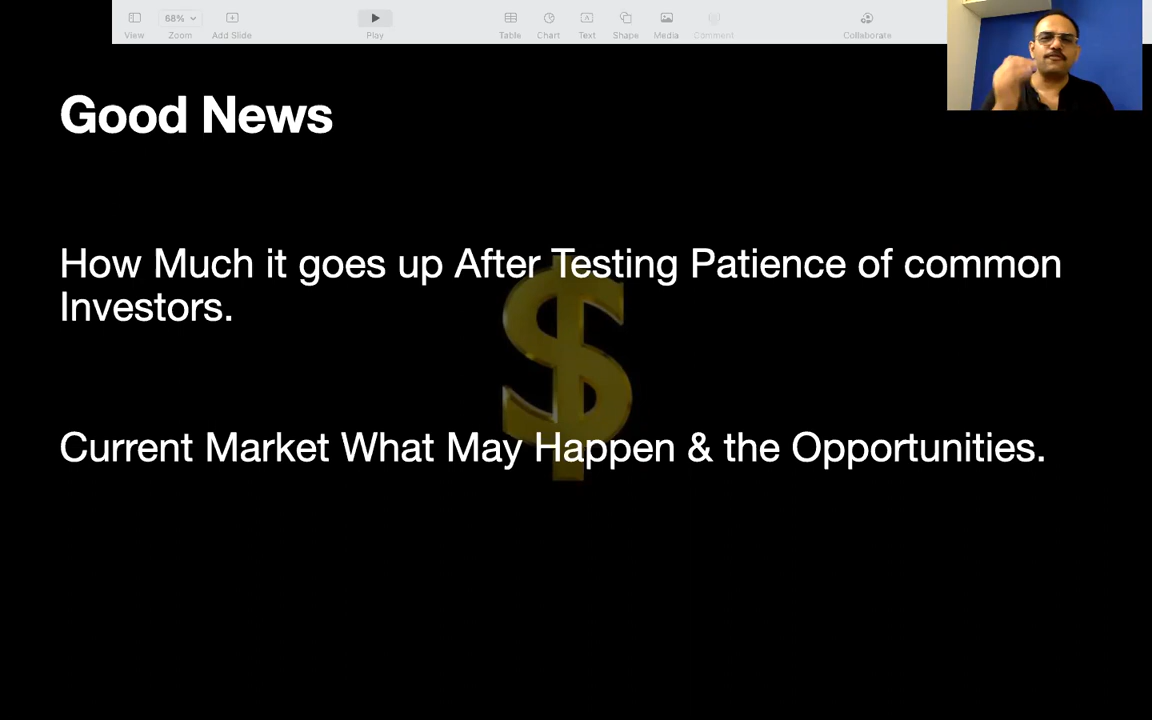 68%
View
Zoom
Add Slide
Play
Table
Chart
Text
Shape
Media
Comment
Collaborate
Good News
How Much it goes up After Testing Patience of common
Investors.
Current Market What May Happen & the Opportunities.